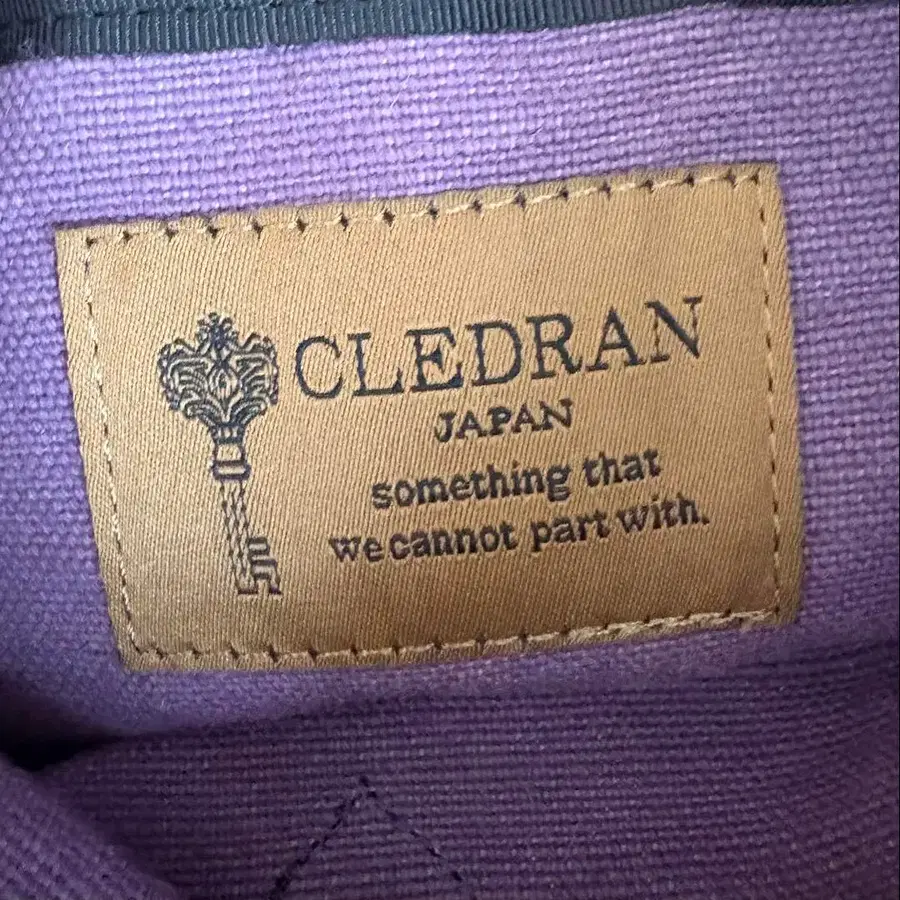 CLEDRAN
JAPAN
something that
we cannot part with.